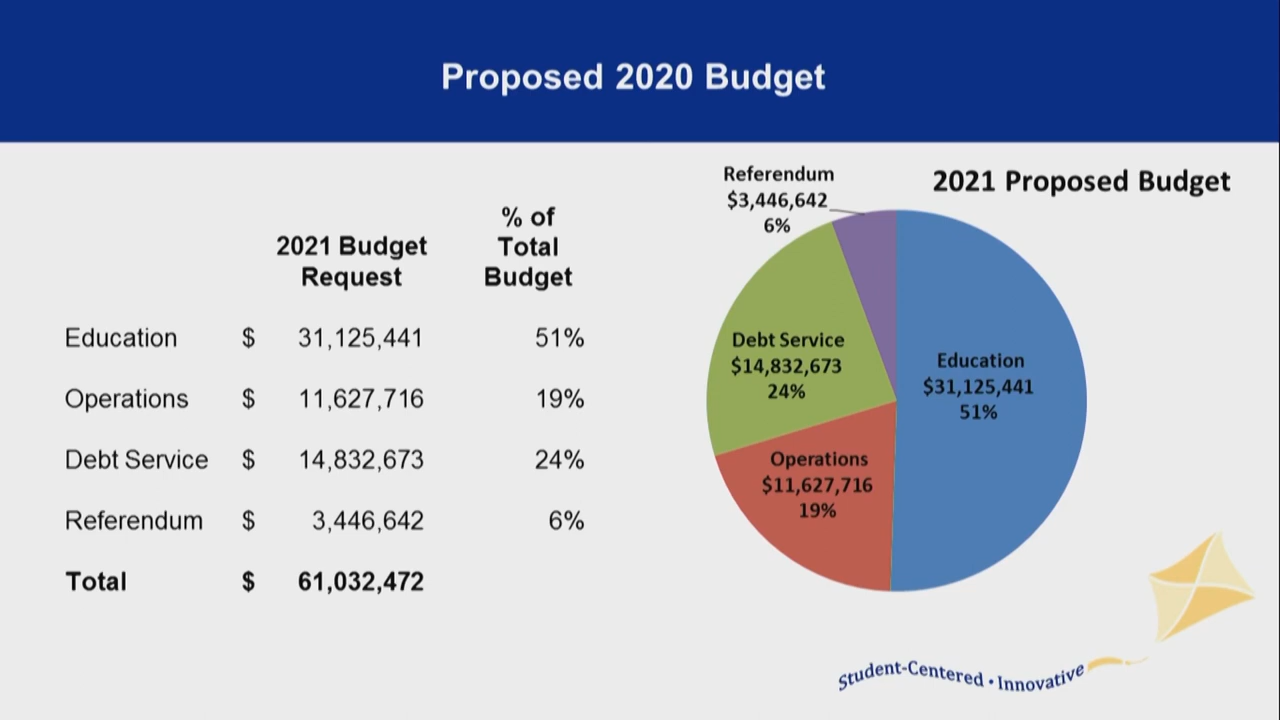 Proposed 2020 Budget
2021 Budget
Request
% of
Total
Budget
Education $ 31,125,441 51%
Operations $ 11,627,716 19%
Debt Service $ 14,832,673 24%
Referendum $ 3,446,642 6%
Total $ 61,032,472
2021 Proposed Budget
Referendum
$3,446,642
6%
Debt Service
$14,832,673
24%
Education
$31,125,441
51%
Operations
$11,627,716
19%
Student-Centered • Innovative